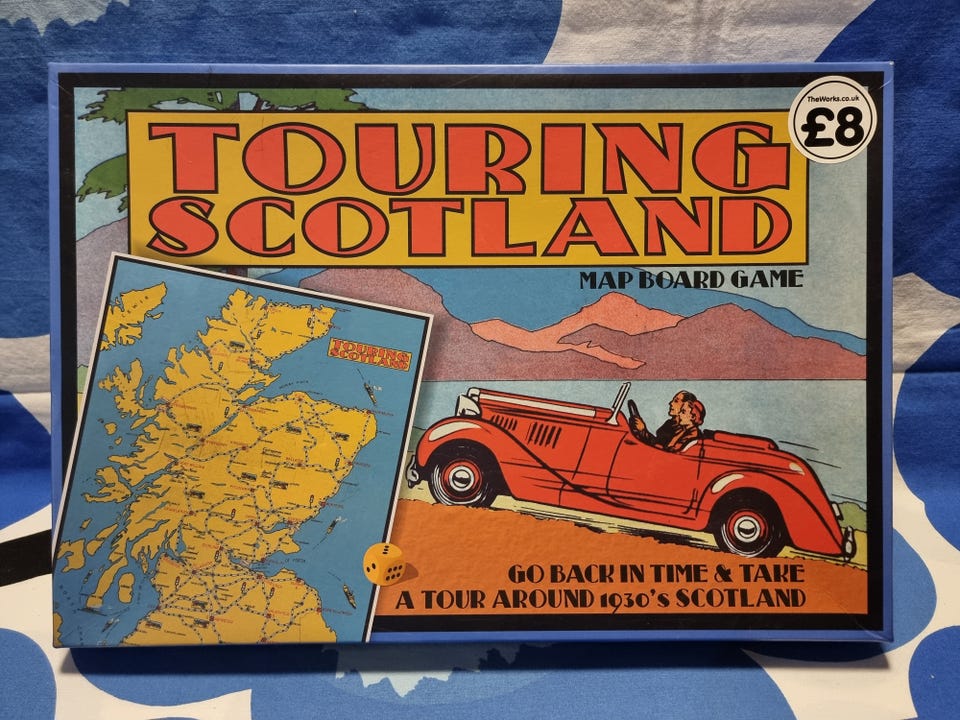 TheWorks.co.uk
£8
TOURING
SCOTLAND
MAP BOARD GAME
TOURING
SCOTLAND
GO BACK IN TIME & TAKE
A TOUR AROUND 1930's SCOTLAND